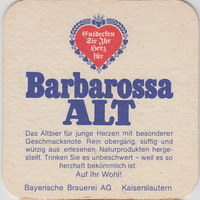 Entdecken
Sie Ihr
Herz
für
Barbarossa
ALT
Das Altbier für junge Herzen mit besonderer
Geschmacksnote. Rein obergärig, süffig und
würzig aus erlesenen, Naturprodukten herge-
stellt. Trinken Sie es unbeschwert - weil es so
herzhaft bekömmlich ist.
Auf Ihr Wohl!
Bayerische Brauerei AG · Kaiserslautern